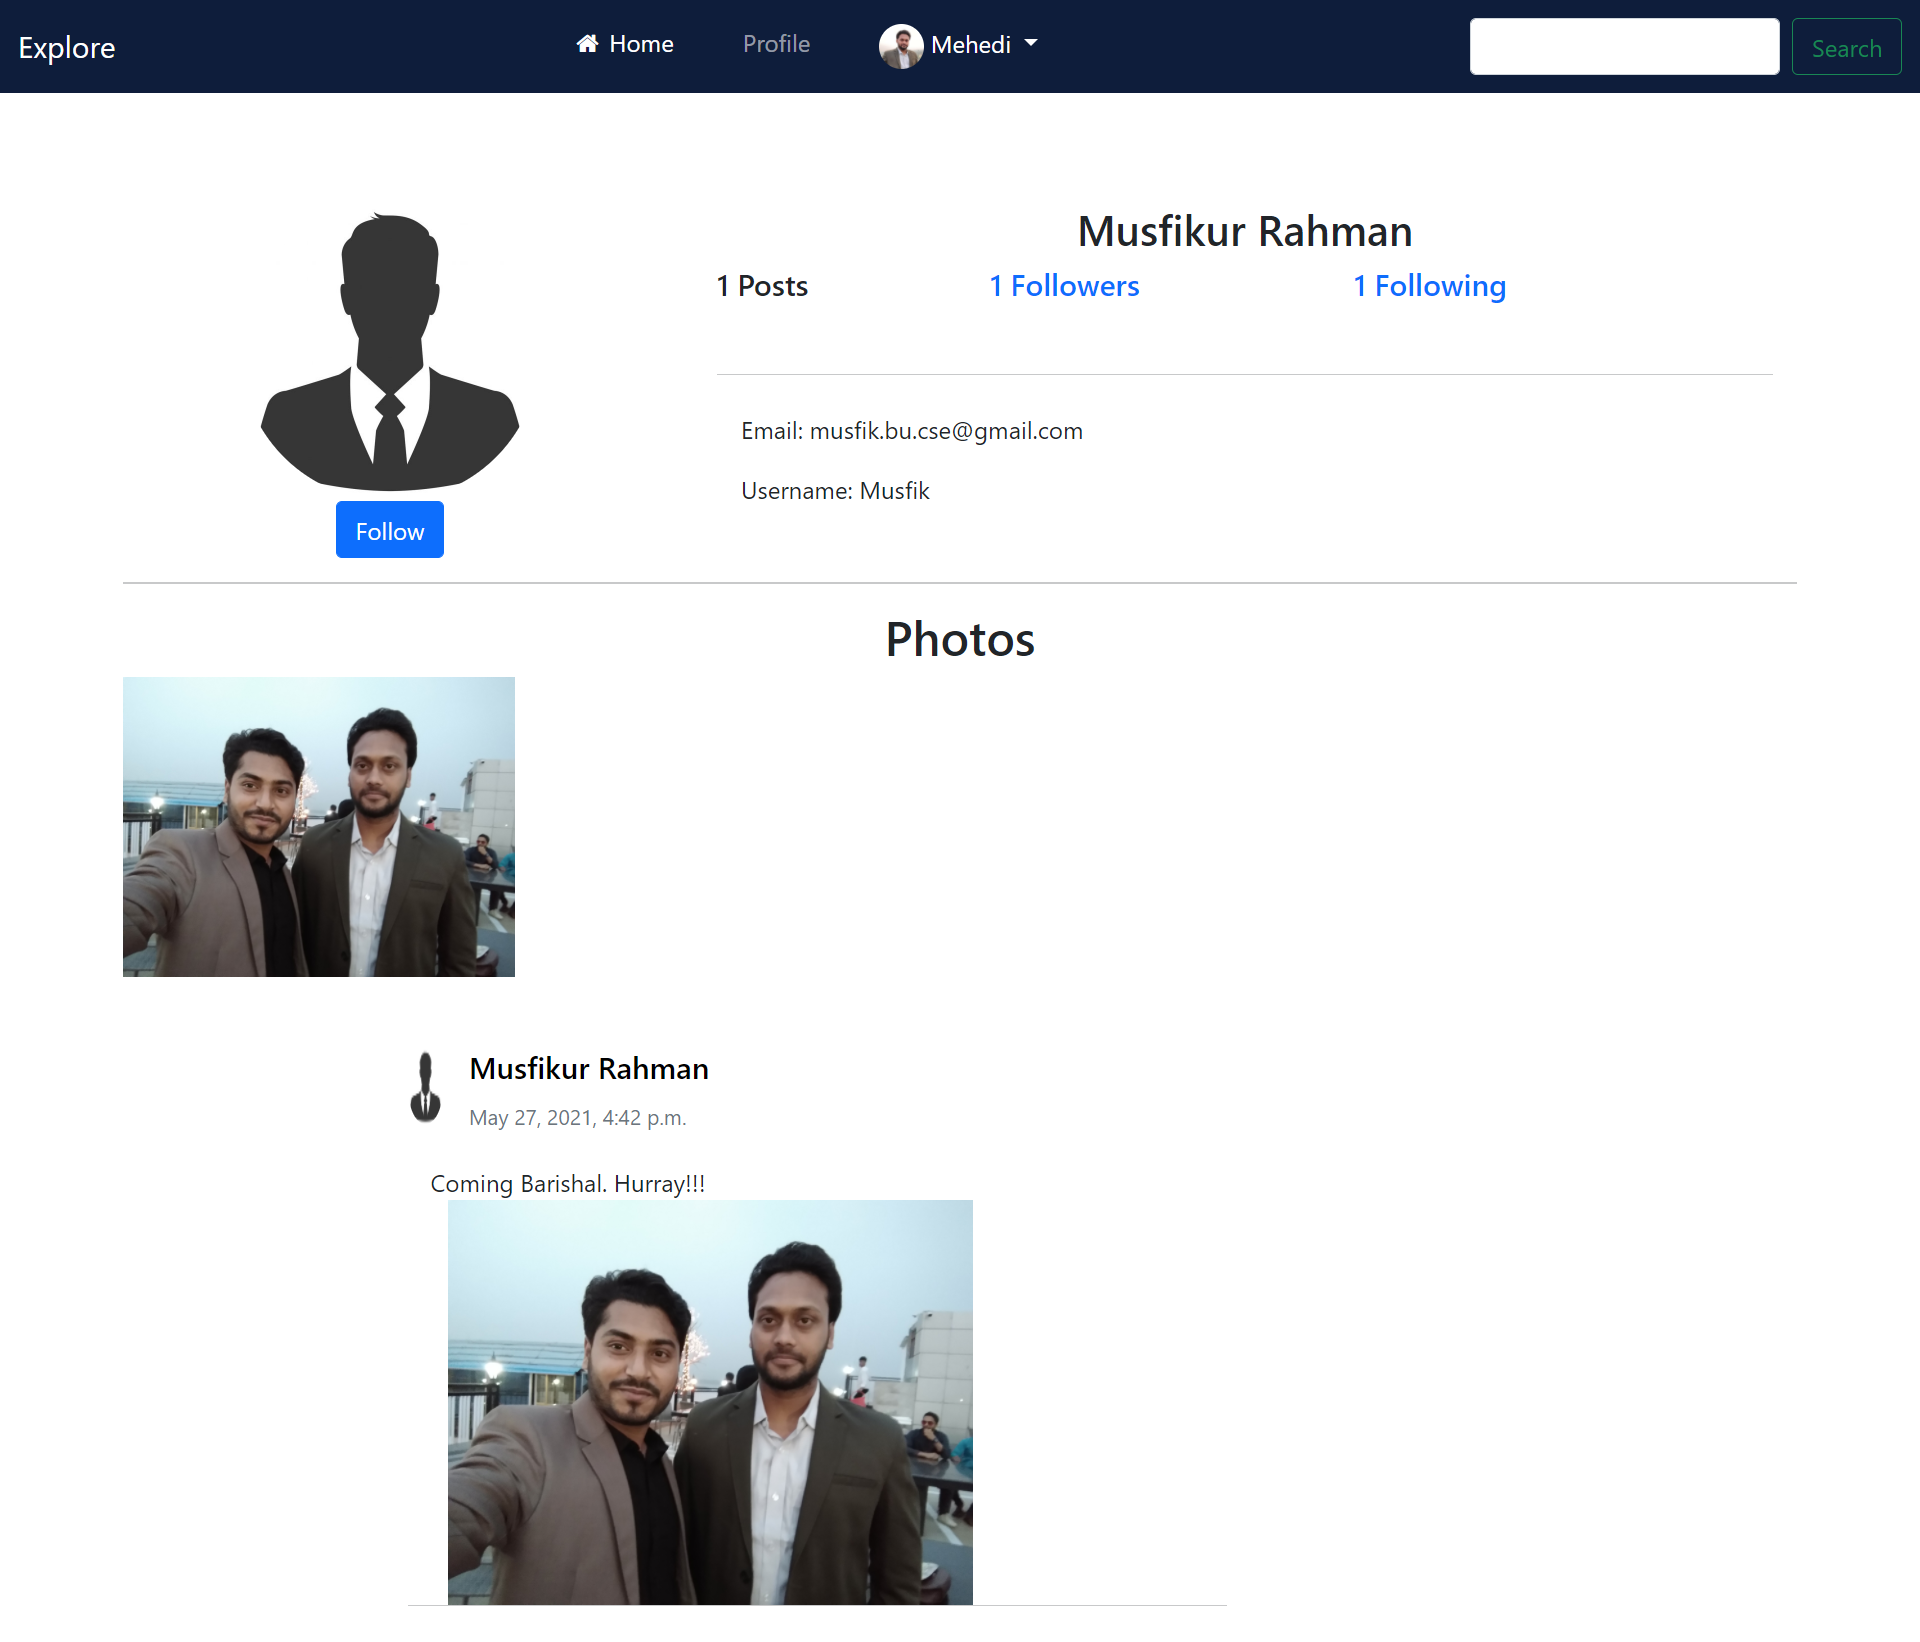 Explore
Home
Profile
Mehedi
Search
Musfikur Rahman
1 Posts
1 Followers
1 Following
Email: musfik.bu.cse@gmail.com
Username: Musfik
Follow
Photos
Musfikur Rahman
May 27, 2021, 4:42 p.m.
Coming Barishal. Hurray!!!